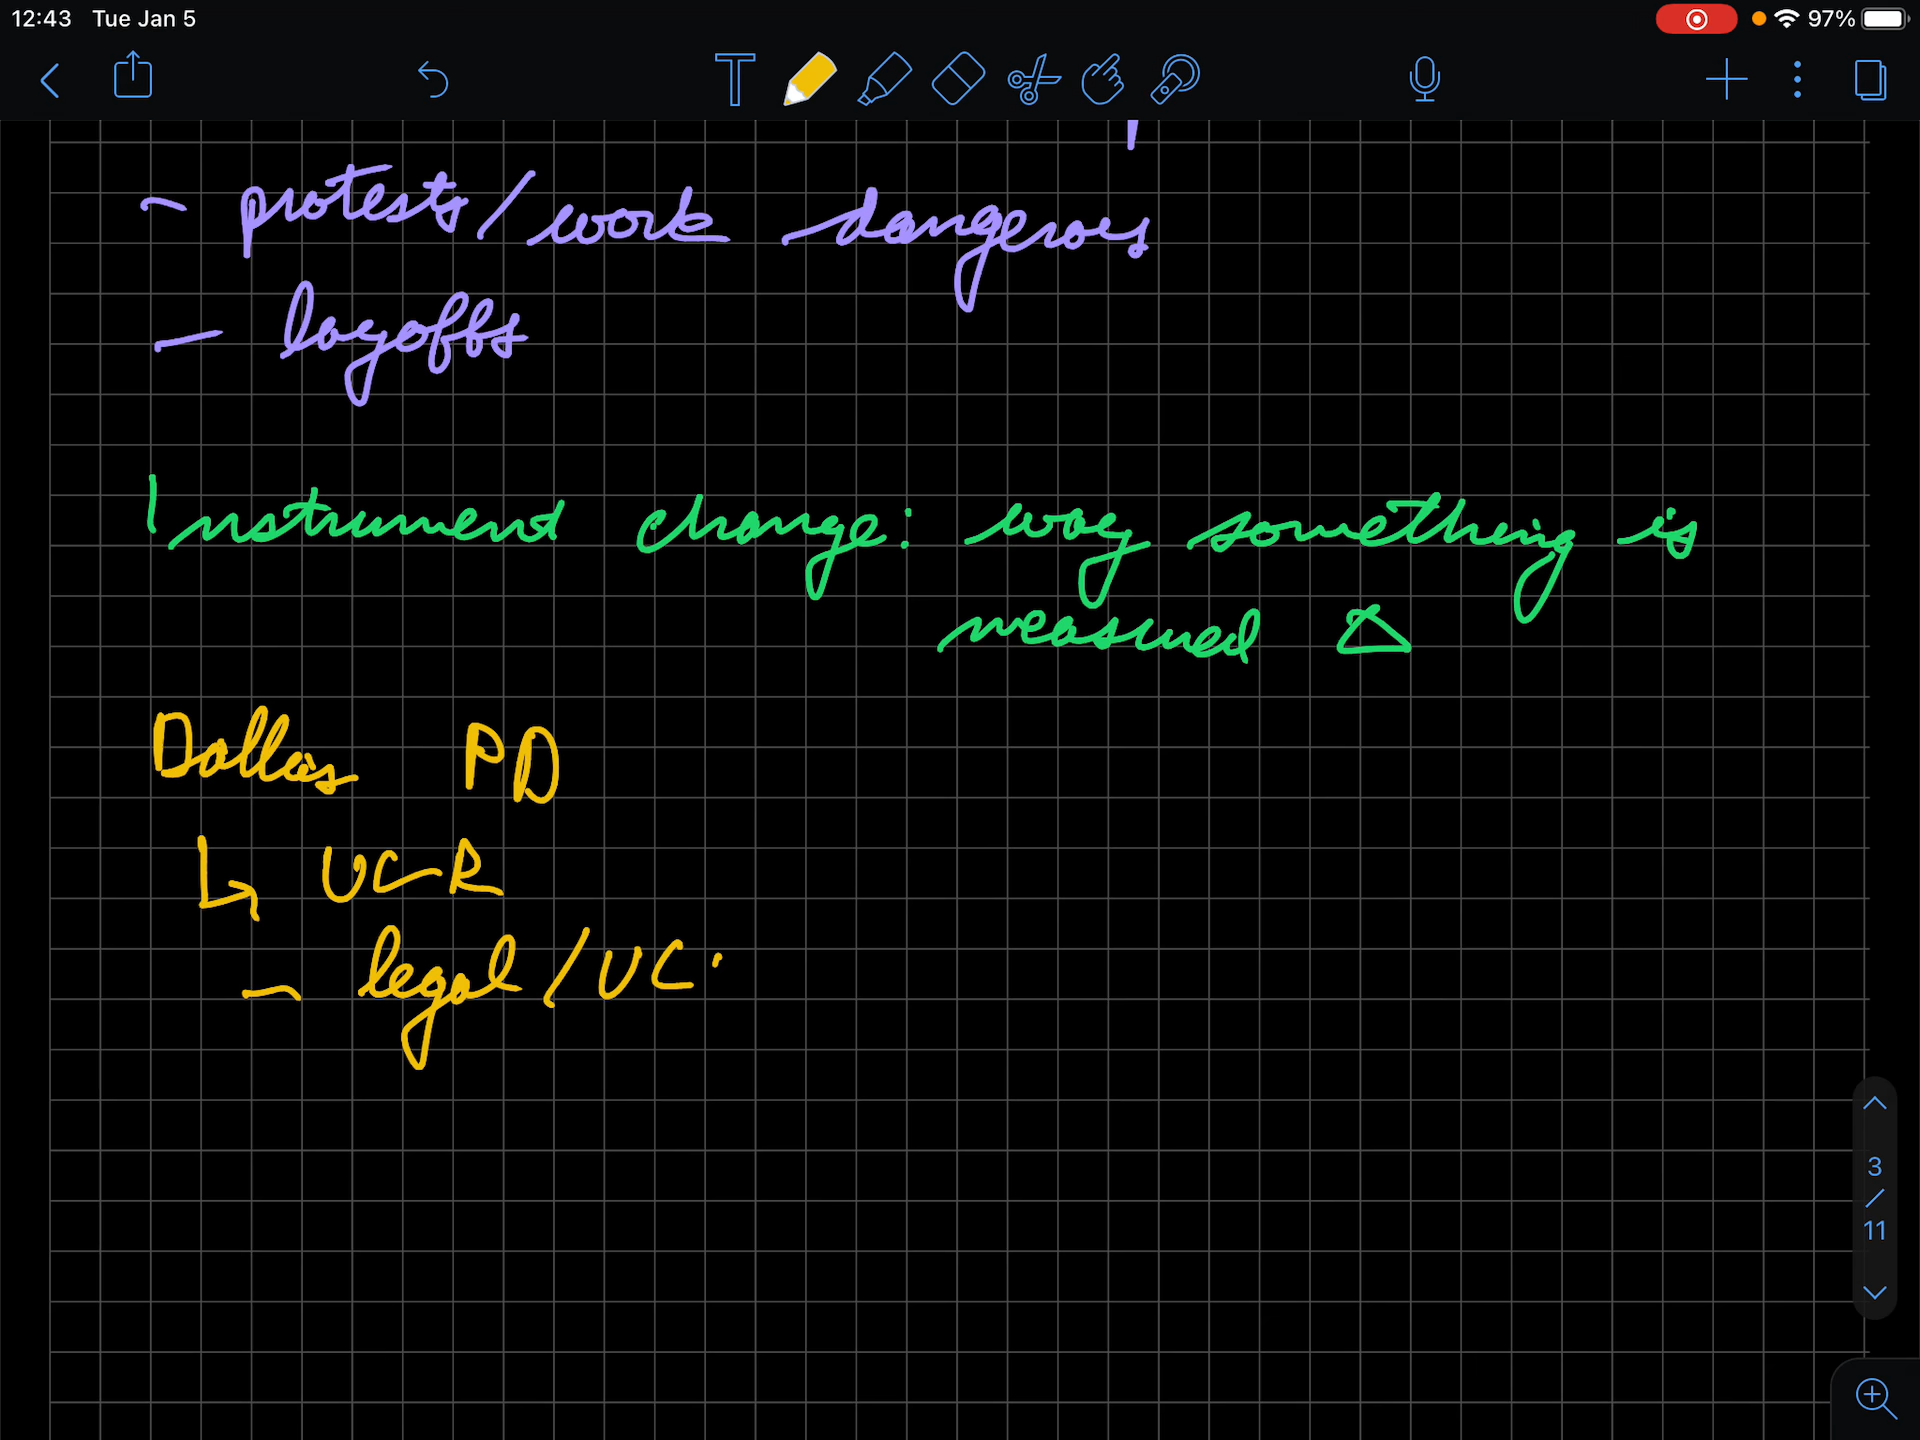 12:43 Tue Jan 5 97%
~ protests/work dangerous
- layoffs
Instrument change: way something is
measured Δ
Dallas PD
↳ UCR
- legal/UC
3
/
11